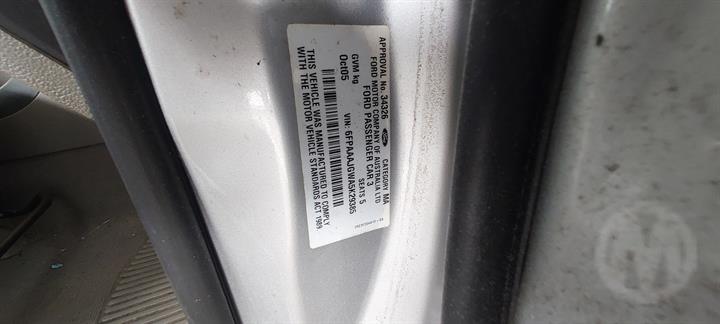 APPROVAL No. 34326 CATEGORY MA
FORD MOTOR COMPANY OF AUSTRALIA LTD
FORD PASSENGER CAR 3
SEATS 5
GVM kg
Oct05 VIN: 6FPAAAJGWA5K29385
THIS VEHICLE WAS MANUFACTURED TO COMPLY
WITH THE MOTOR VEHICLE STANDARDS ACT 1989.
M